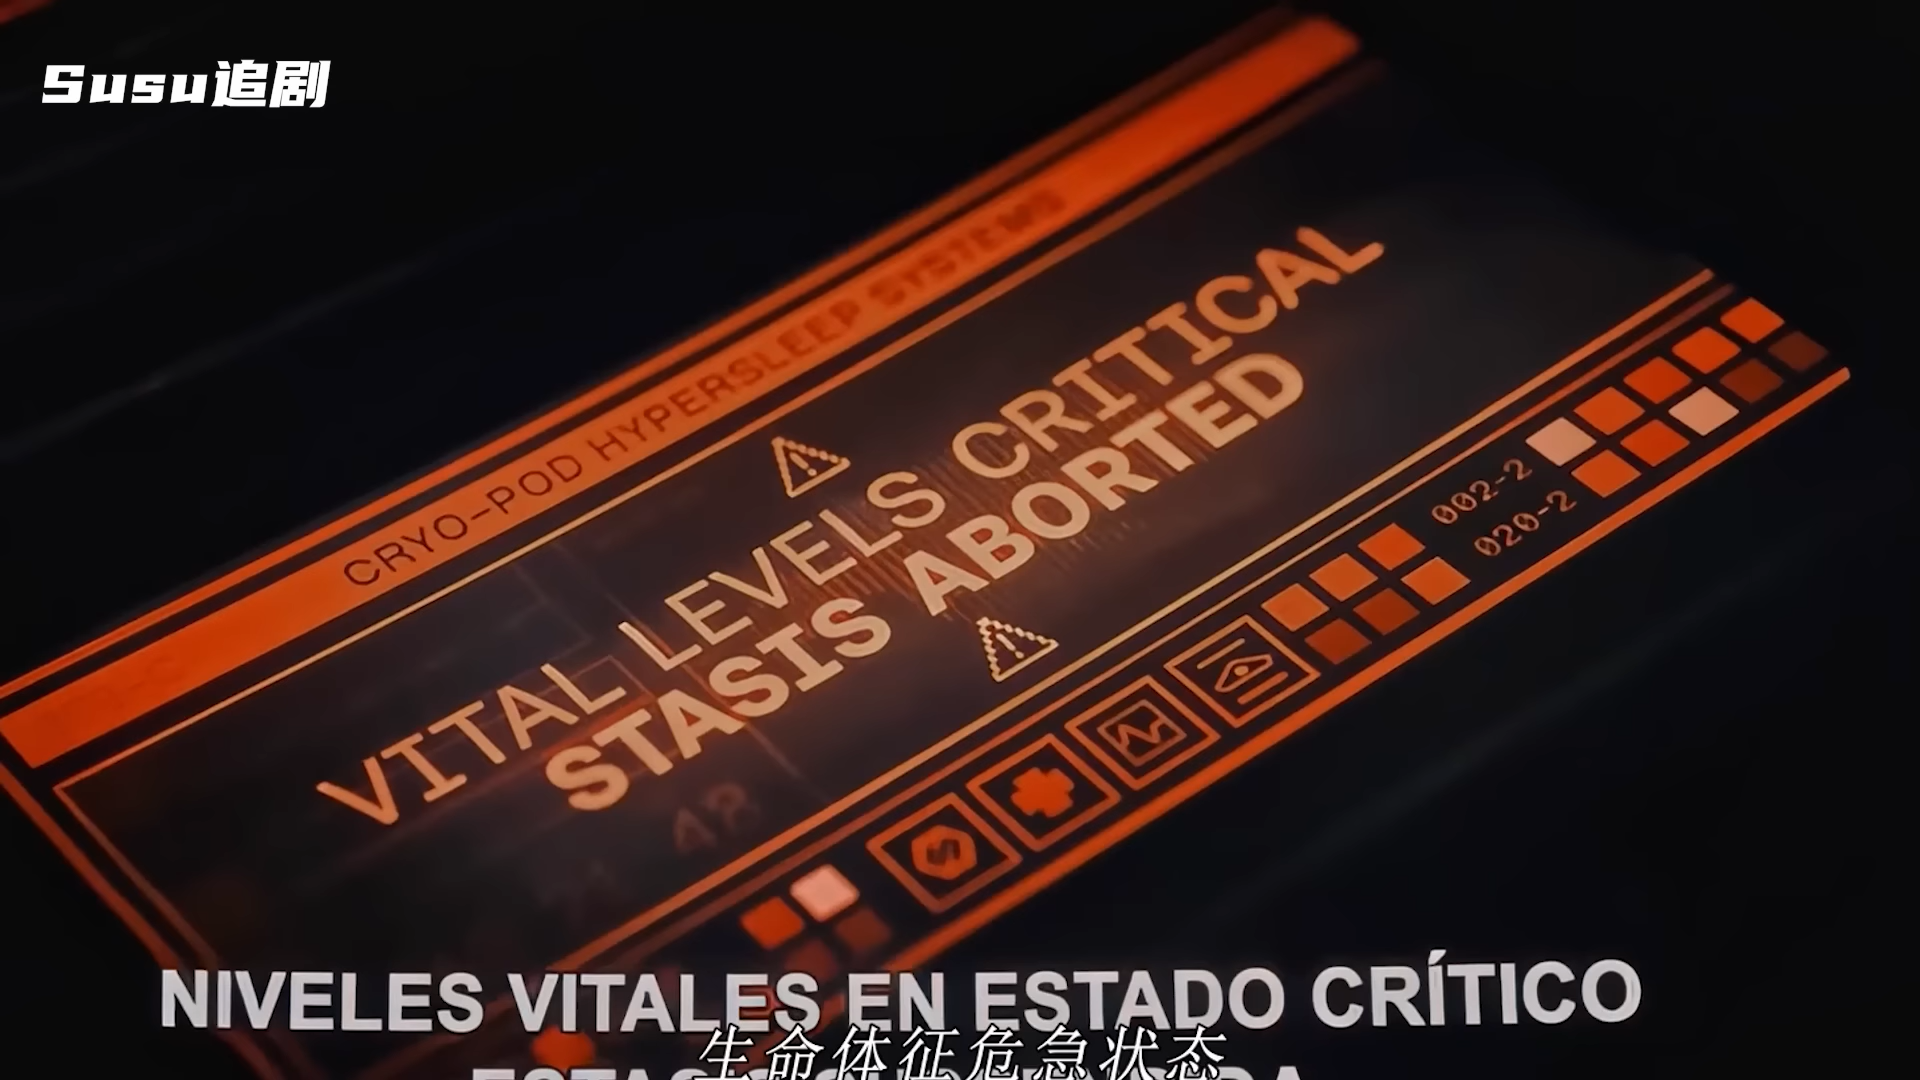 Susu追剧
CRYO-POD HYPERSLEEP SYSTEMS
VITAL LEVELS CRITICAL
STASIS ABORTED
002-2
020-2
NIVELES VITALES EN ESTADO CRÍTICO
生命体征危急状态